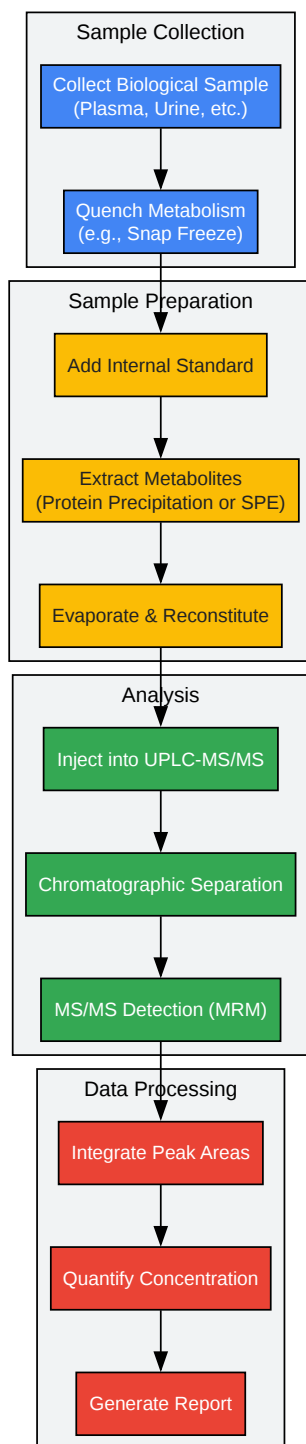 Sample Collection
Collect Biological Sample
(Plasma, Urine, etc.)
Quench Metabolism
(e.g., Snap Freeze)
Sample Preparation
Add Internal Standard
Extract Metabolites
(Protein Precipitation or SPE)
Evaporate & Reconstitute
Analysis
Inject into UPLC-MS/MS
Chromatographic Separation
MS/MS Detection (MRM)
Data Processing
Integrate Peak Areas
Quantify Concentration
Generate Report